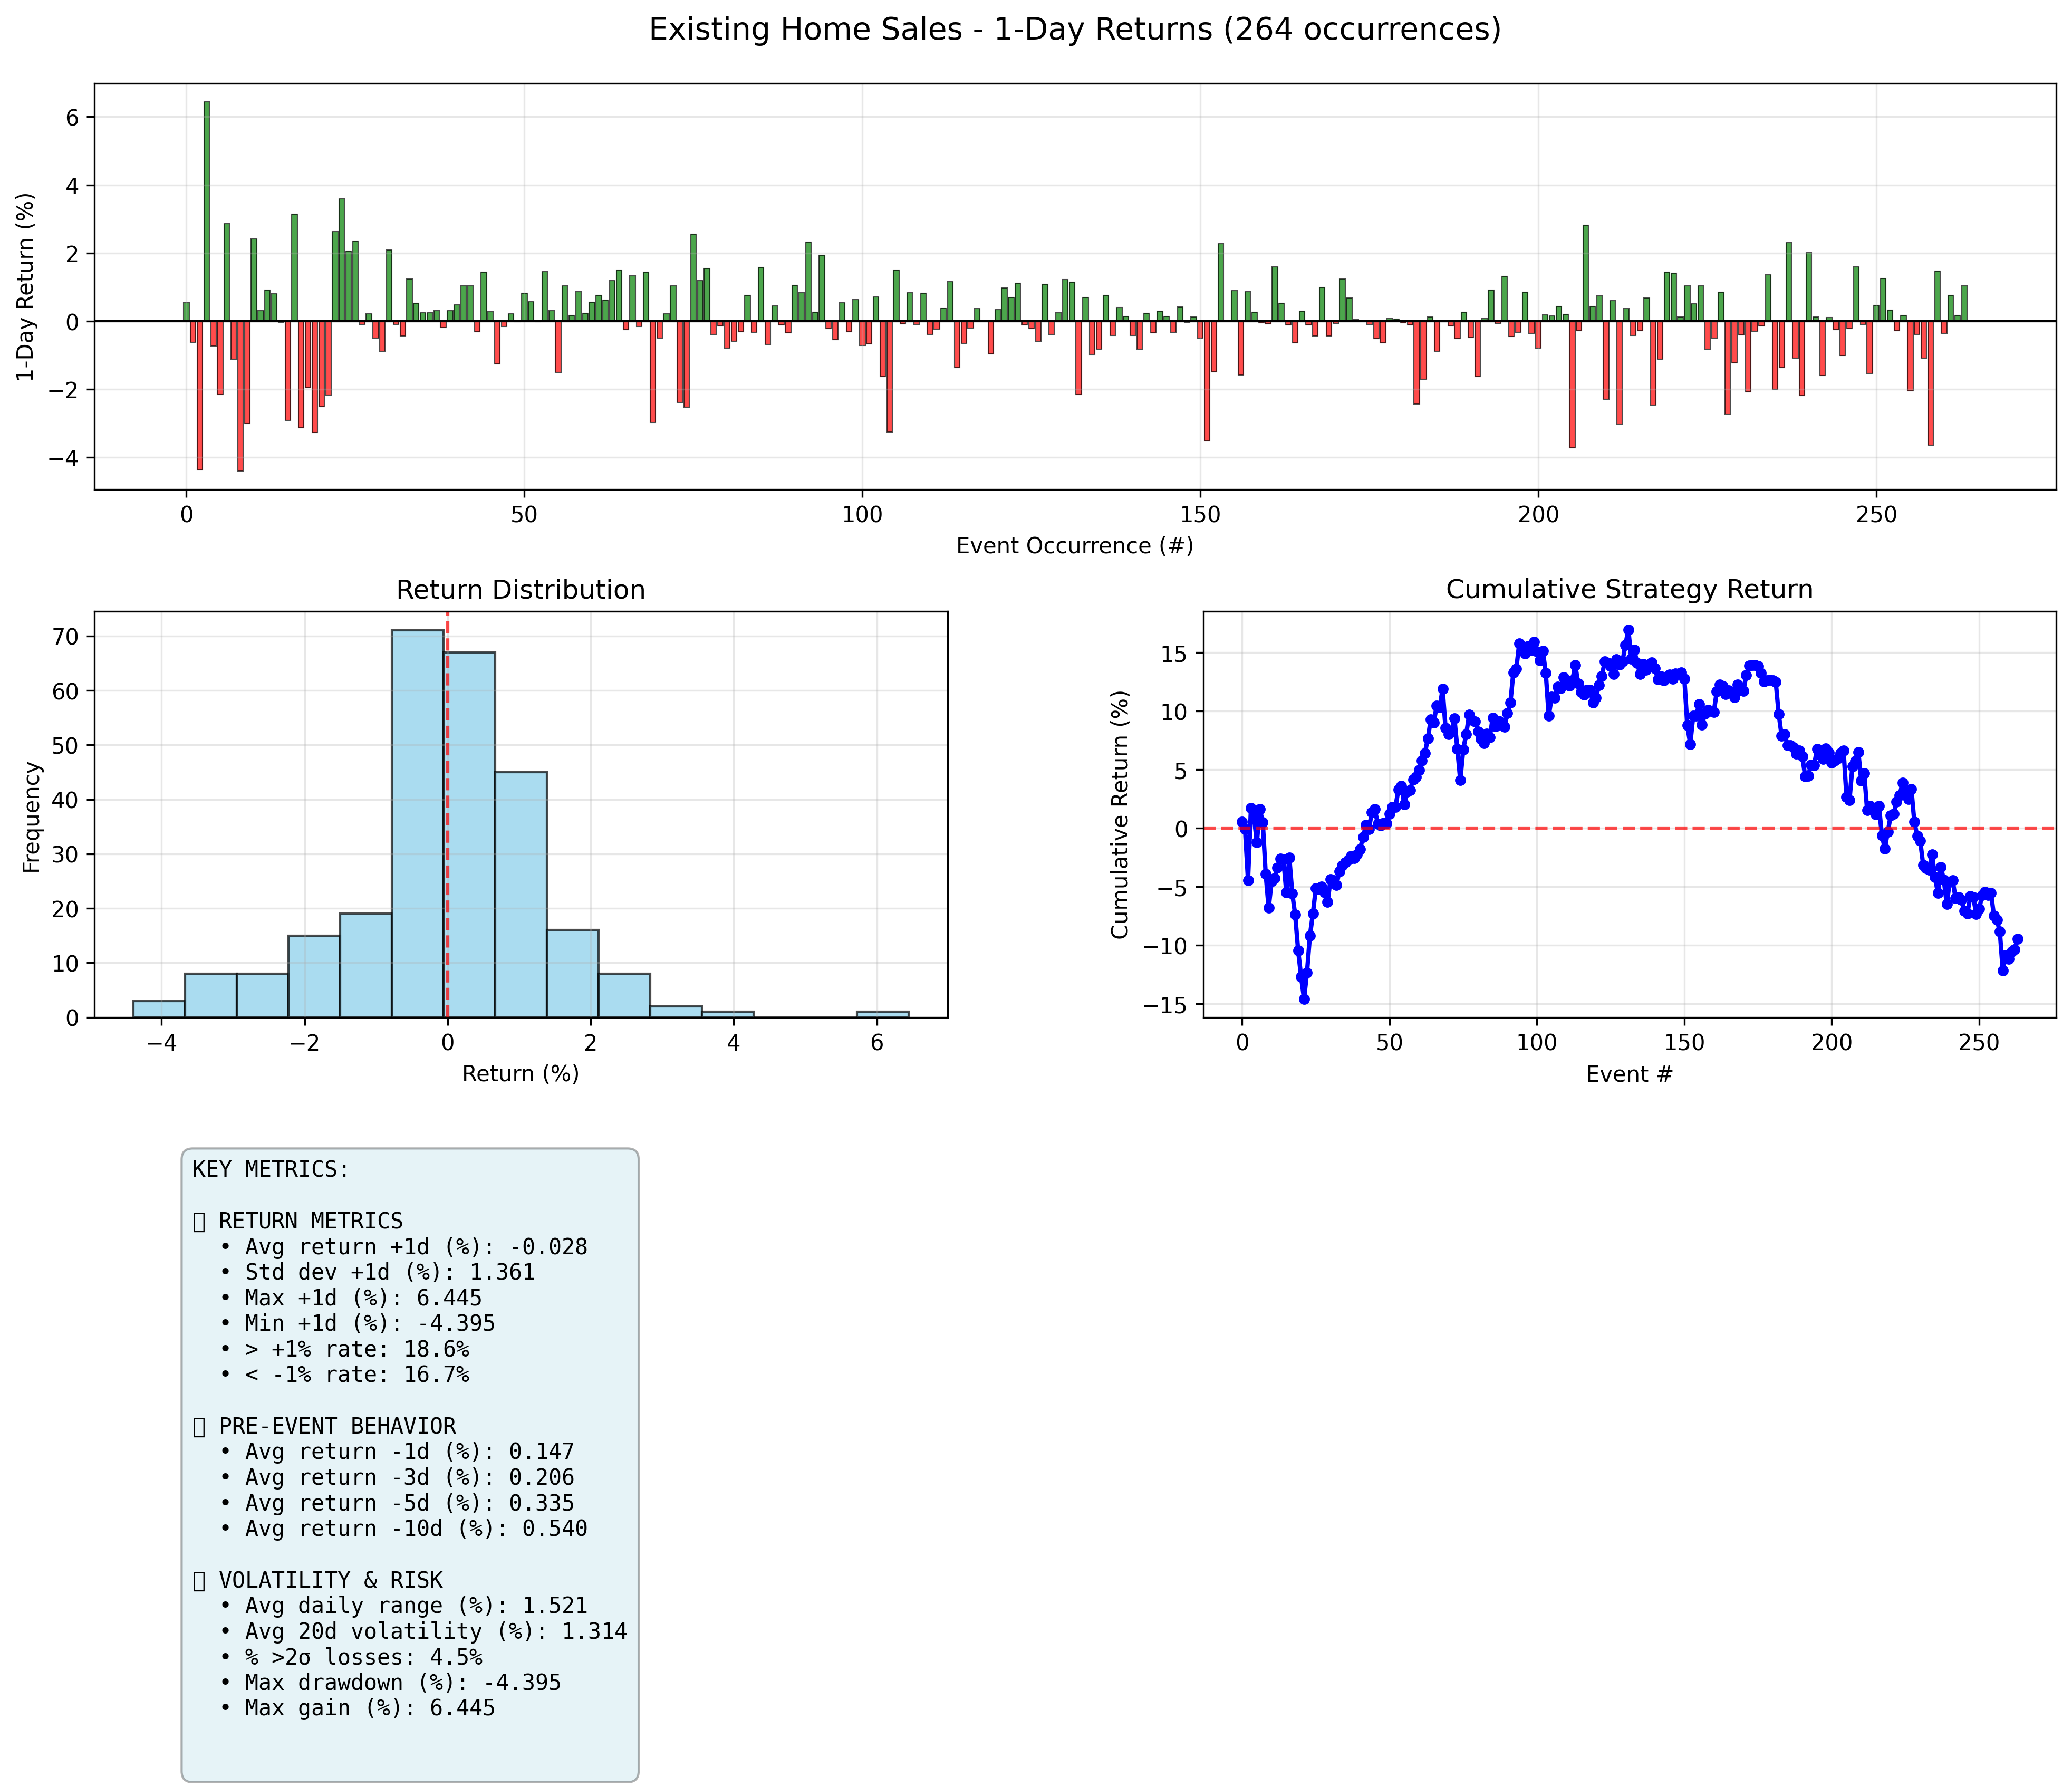 Existing Home Sales - 1-Day Returns (264 occurrences)
1-Day Return (%)
6
4
2
0
−2
−4
0
50
100
150
200
250
Event Occurrence (#)
Return Distribution
Frequency
70
60
50
40
30
20
10
0
−4
−2
0
2
4
6
Return (%)
Cumulative Strategy Return
Cumulative Return (%)
15
10
5
0
−5
−10
−15
0
50
100
150
200
250
Event #
KEY METRICS:
RETURN METRICS
• Avg return +1d (%): -0.028
• Std dev +1d (%): 1.361
• Max +1d (%): 6.445
• Min +1d (%): -4.395
• > +1% rate: 18.6%
• < -1% rate: 16.7%
PRE-EVENT BEHAVIOR
• Avg return -1d (%): 0.147
• Avg return -3d (%): 0.206
• Avg return -5d (%): 0.335
• Avg return -10d (%): 0.540
VOLATILITY & RISK
• Avg daily range (%): 1.521
• Avg 20d volatility (%): 1.314
• % >2σ losses: 4.5%
• Max drawdown (%): -4.395
• Max gain (%): 6.445